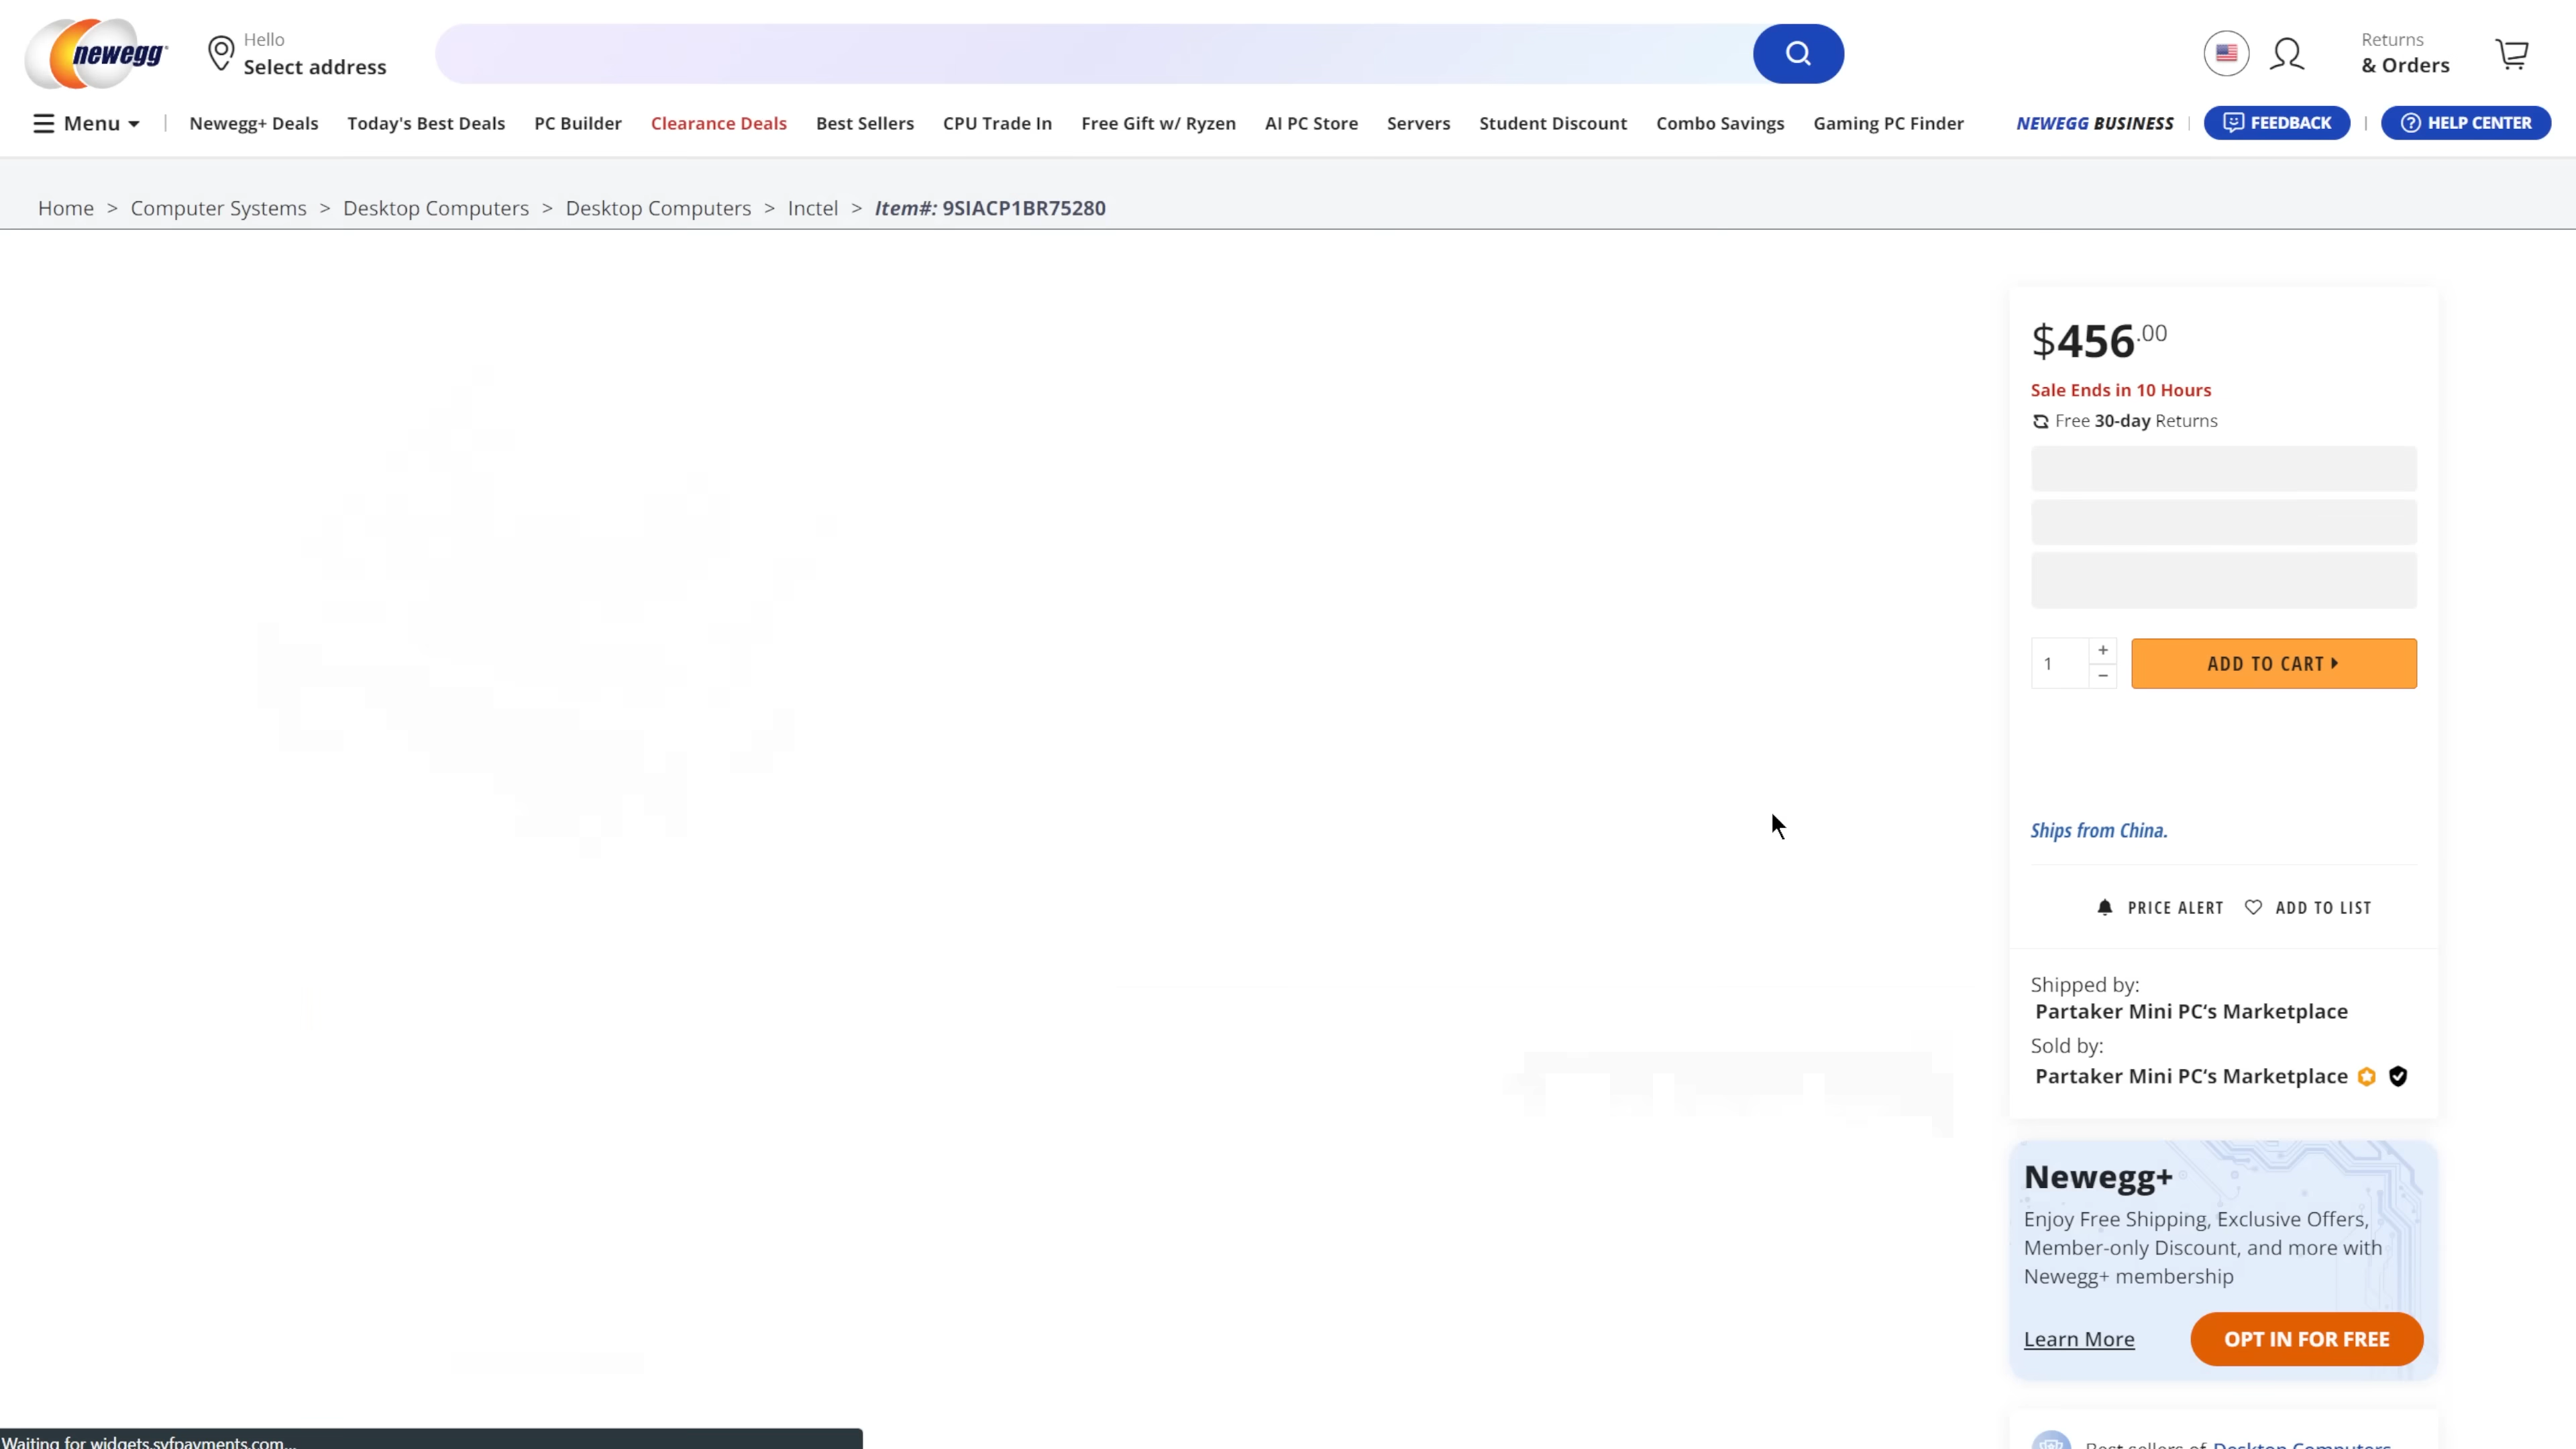 newegg
Hello
Select address
Returns
& Orders
Menu
Newegg+ Deals
Today's Best Deals
PC Builder
Clearance Deals
Best Sellers
CPU Trade In
Free Gift w/ Ryzen
AI PC Store
Servers
Student Discount
Combo Savings
Gaming PC Finder
NEWEGG BUSINESS
FEEDBACK
HELP CENTER
Home > Computer Systems > Desktop Computers > Desktop Computers > Inctel > Item#: 9SIACP1BR75280
$456.00
Sale Ends in 10 Hours
Free 30-day Returns
1
+
−
ADD TO CART
Ships from China.
PRICE ALERT
ADD TO LIST
Shipped by:
Partaker Mini PC‘s Marketplace
Sold by:
Partaker Mini PC‘s Marketplace
Newegg+
Enjoy Free Shipping, Exclusive Offers,
Member-only Discount, and more with
Newegg+ membership
Learn More
OPT IN FOR FREE
Best sellers of Desktop Computers
Waiting for widgets.syfpayments.com...